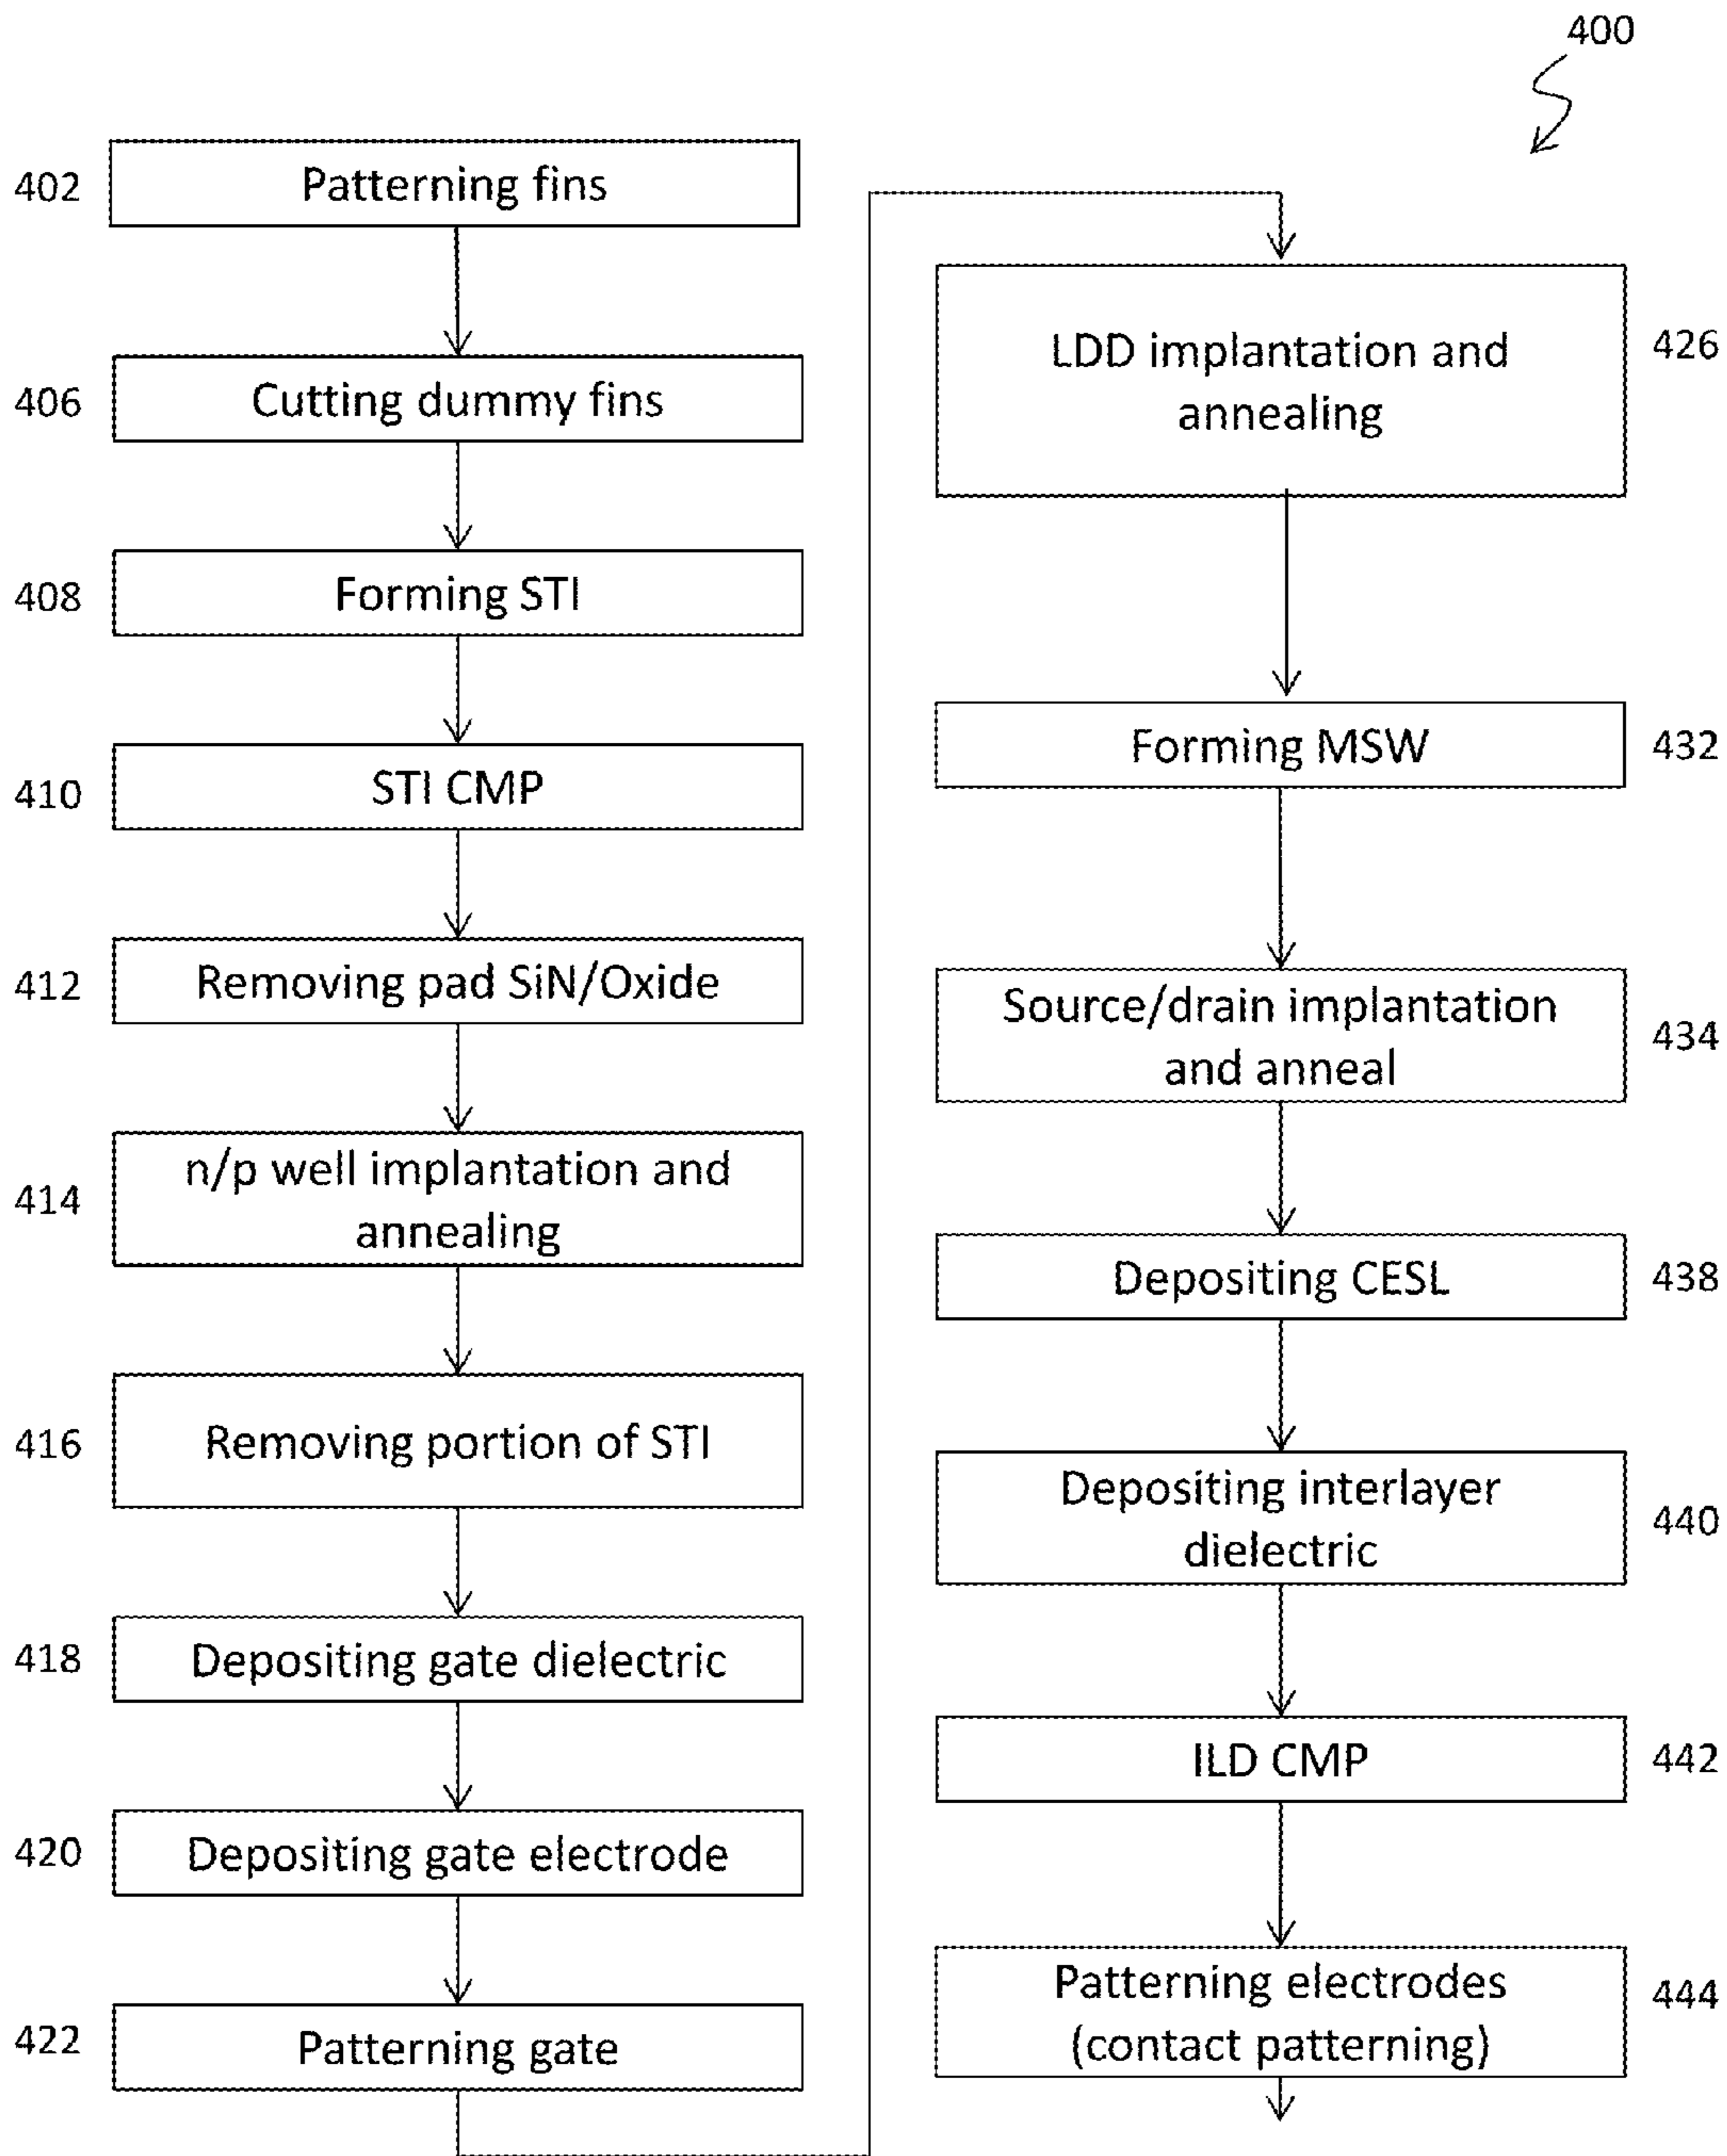 400
402
Patterning fins
406
Cutting dummy fins
408
Forming STI
410
STI CMP
412
Removing pad SiN/Oxide
414
n/p well implantation and
annealing
416
Removing portion of STI
418
Depositing gate dielectric
420
Depositing gate electrode
422
Patterning gate
LDD implantation and
annealing
426
Forming MSW
432
Source/drain implantation
and anneal
434
Depositing CESL
438
Depositing interlayer
dielectric
440
ILD CMP
442
Patterning electrodes
(contact patterning)
444